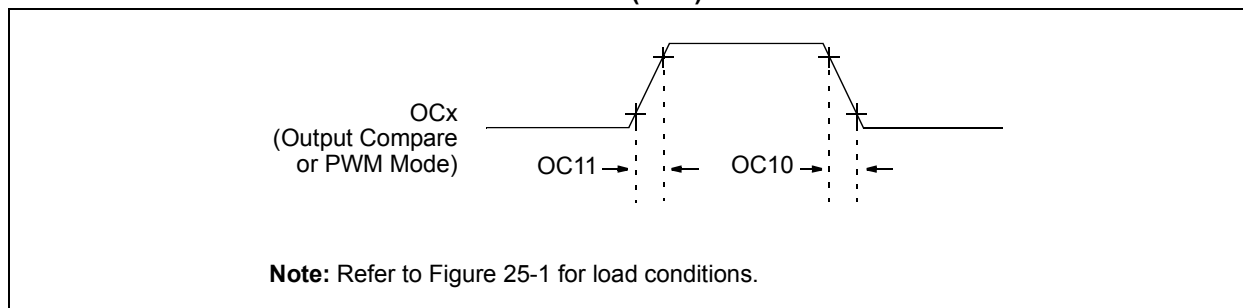 OCx
(Output Compare
or PWM Mode)
OC11
OC10
Note: Refer to Figure 25-1 for load conditions.